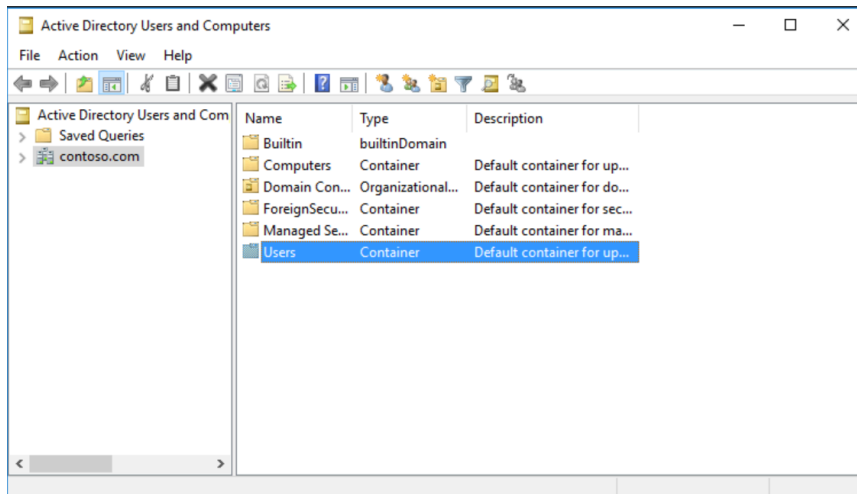 Active Directory Users and Computers
File Action View Help
Active Directory Users and Com
Saved Queries
contoso.com
Name Type Description
Builtin builtinDomain
Computers Container Default container for up...
Domain Con... Organizational... Default container for do...
ForeignSecu... Container Default container for sec...
Managed Se... Container Default container for ma...
Users Container Default container for up...